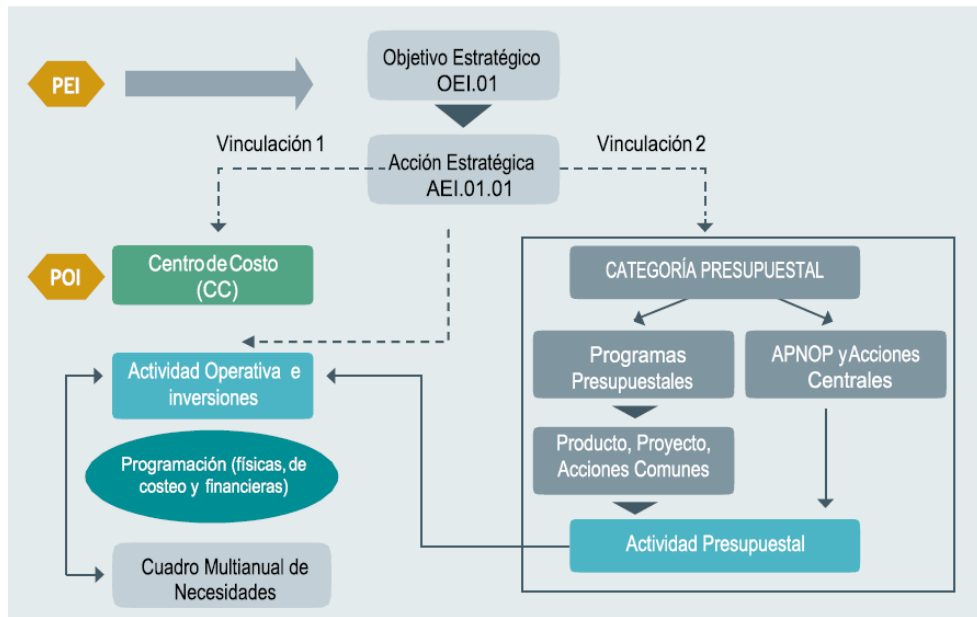 PEI
Objetivo Estratégico
OEI.01
Vinculación 1
Acción Estratégica
AEI.01.01
Vinculación 2
POI
Centro de Costo
(CC)
CATEGORÍA PRESUPUESTAL
Programas
Presupuestales
APNOP y Acciones
Centrales
Actividad Operativa e
inversiones
Producto, Proyecto,
Acciones Comunes
Programación (físicas, de
costeo y financieras)
Actividad Presupuestal
Cuadro Multianual de
Necesidades